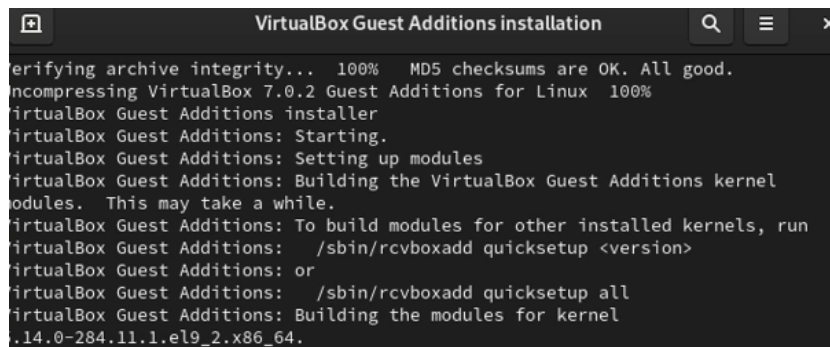 VirtualBox Guest Additions installation
erifying archive integrity... 100% MD5 checksums are OK. All good.
ncompressing VirtualBox 7.0.2 Guest Additions for Linux 100%
irtualBox Guest Additions installer
irtualBox Guest Additions: Starting.
irtualBox Guest Additions: Setting up modules
irtualBox Guest Additions: Building the VirtualBox Guest Additions kernel
odules. This may take a while.
irtualBox Guest Additions: To build modules for other installed kernels, run
irtualBox Guest Additions: /sbin/rcvboxadd quicksetup <version>
irtualBox Guest Additions: or
irtualBox Guest Additions: /sbin/rcvboxadd quicksetup all
irtualBox Guest Additions: Building the modules for kernel
.14.0-284.11.1.el9_2.x86_64.